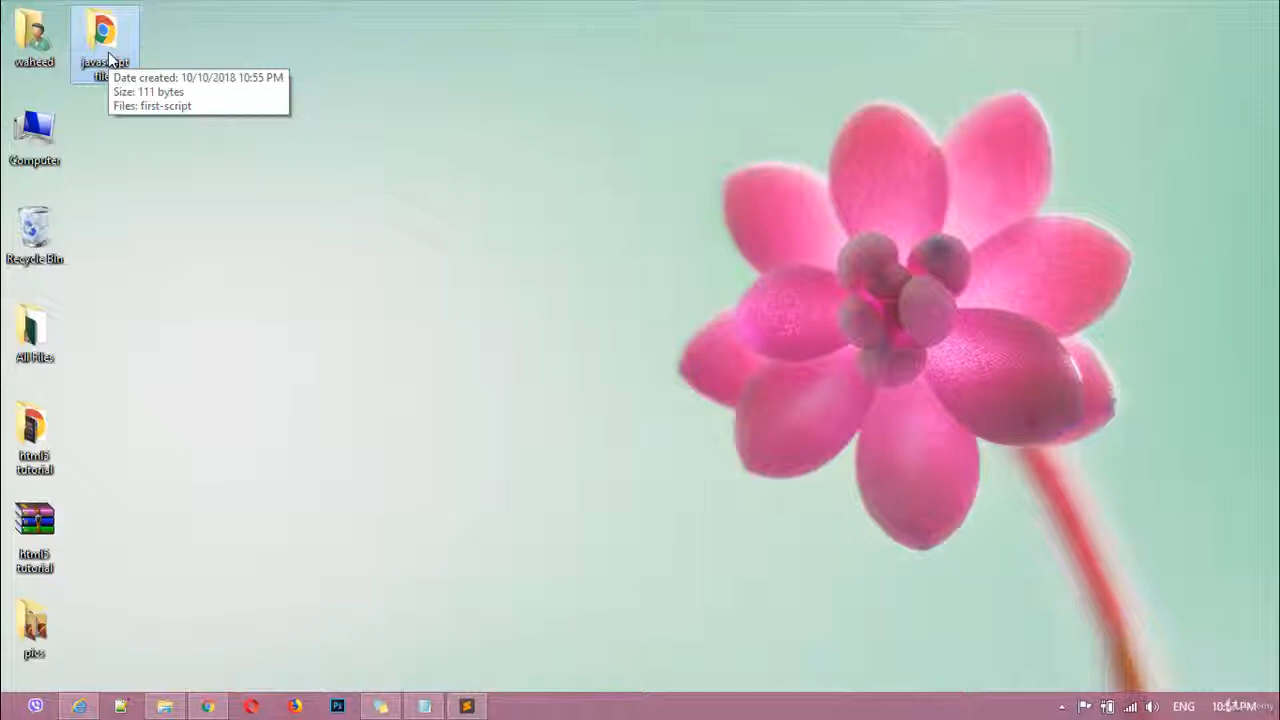 waheed
Date created: 10/10/2018 10:55 PM
Size: 111 bytes
Files: first-script
Computer
Recycle Bin
All Files
html5
tutorial
html5
tutorial
pics
Ps
ENG